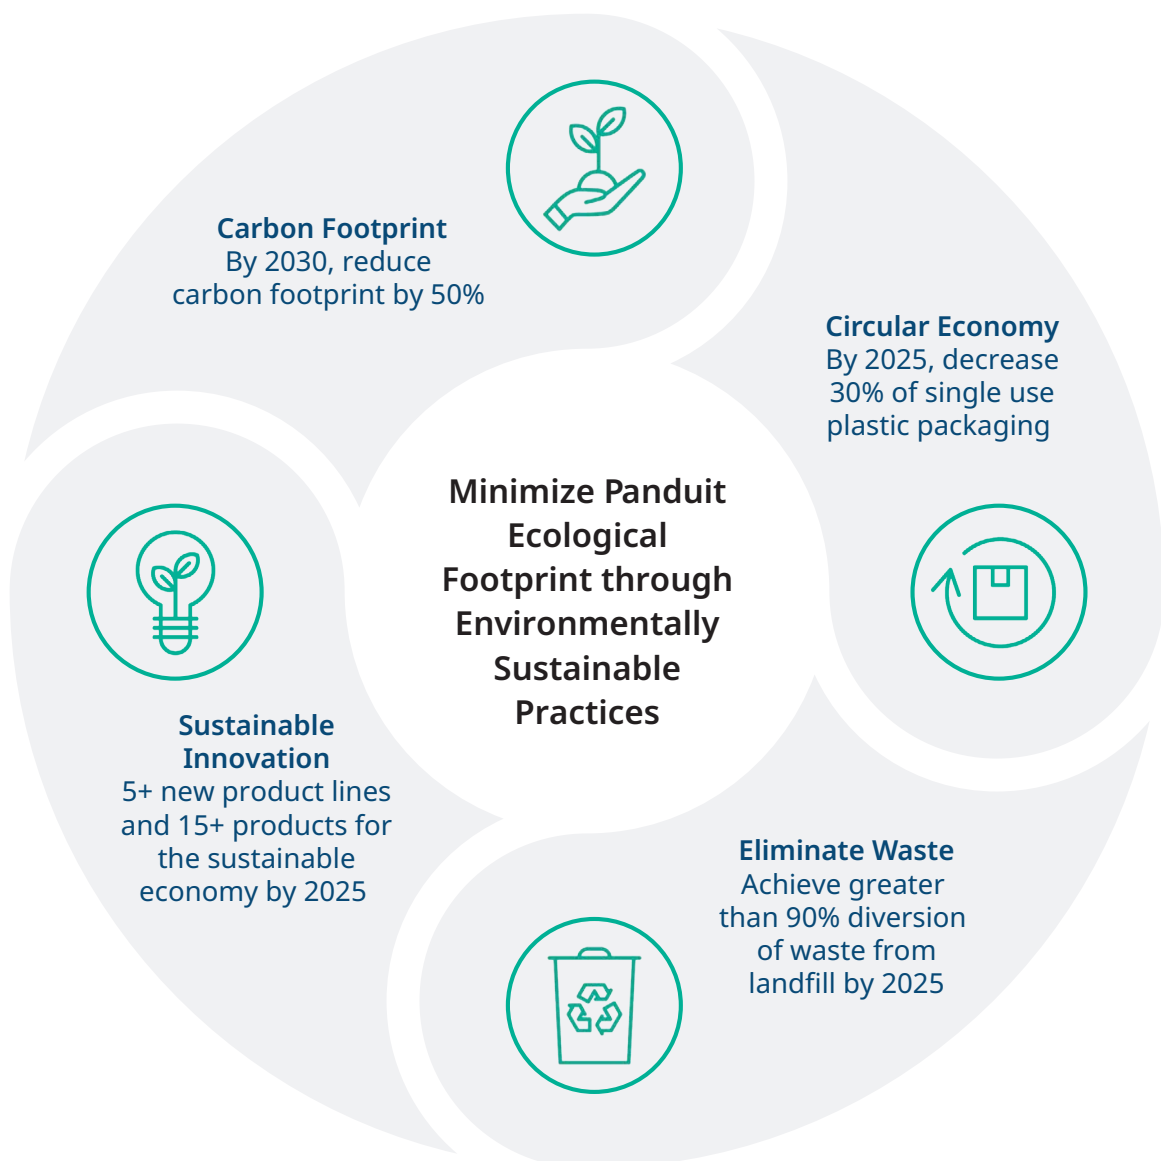 Carbon Footprint
By 2030, reduce
carbon footprint by 50%
Circular Economy
By 2025, decrease
30% of single use
plastic packaging
Minimize Panduit
Ecological
Footprint through
Environmentally
Sustainable
Practices
Sustainable
Innovation
5+ new product lines
and 15+ products for
the sustainable
economy by 2025
Eliminate Waste
Achieve greater
than 90% diversion
of waste from
landfill by 2025